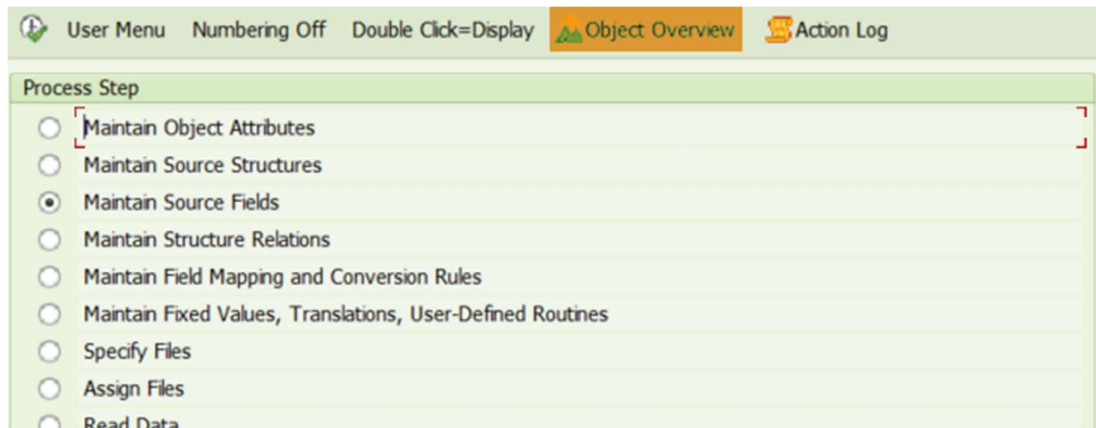 User Menu Numbering Off Double Click=Display Object Overview Action Log
Process Step
Maintain Object Attributes
Maintain Source Structures
Maintain Source Fields
Maintain Structure Relations
Maintain Field Mapping and Conversion Rules
Maintain Fixed Values, Translations, User-Defined Routines
Specify Files
Assign Files
Read Data